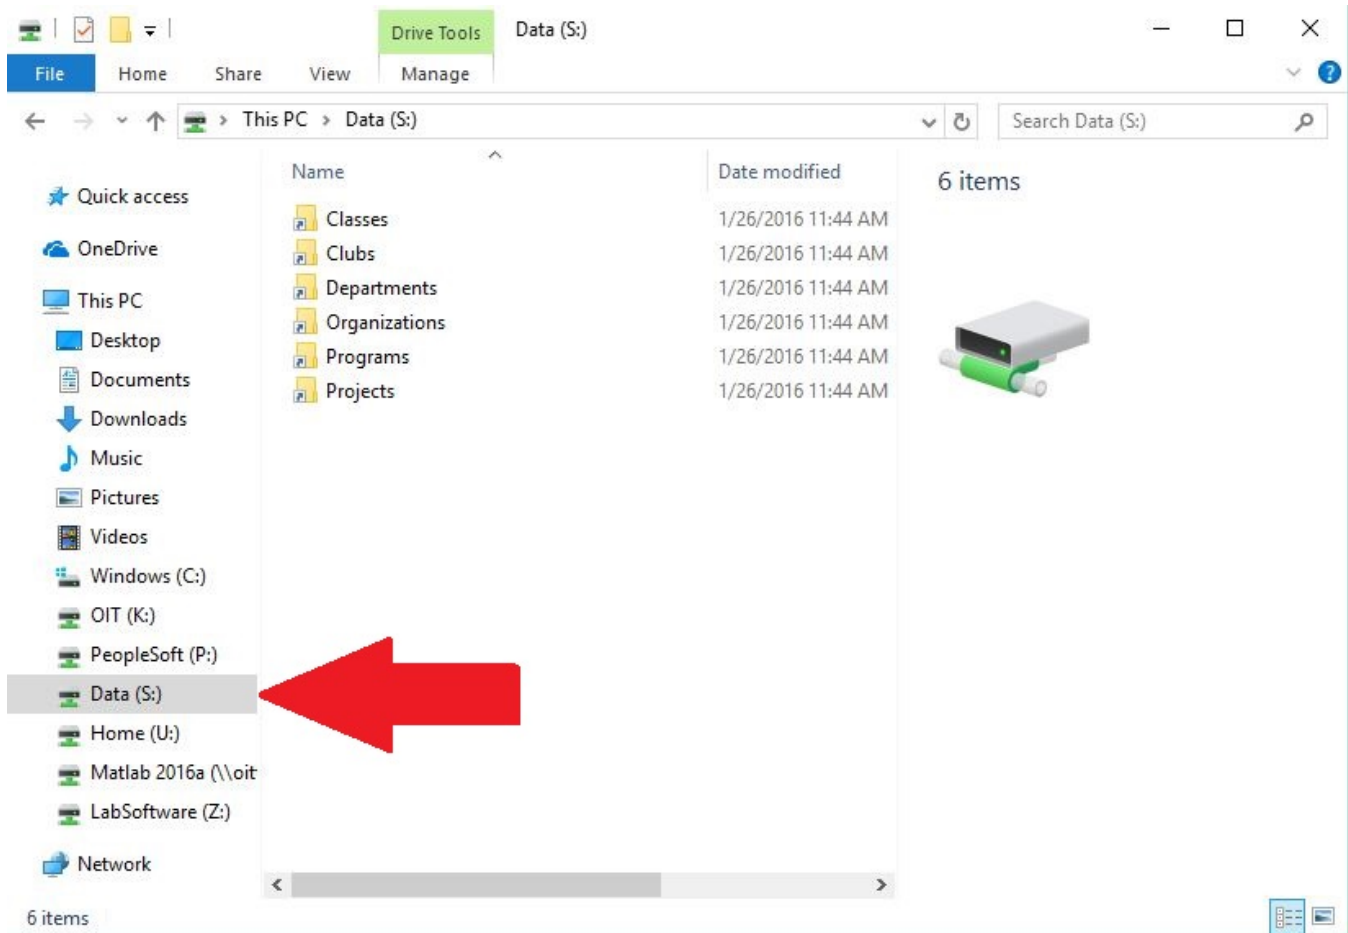 Drive Tools Data (S:)
File Home Share View Manage
This PC Data (S:) Search Data (S:)
Quick access
OneDrive
This PC
Desktop
Documents
Downloads
Music
Pictures
Videos
Windows (C:)
OIT (K:)
PeopleSoft (P:)
Data (S:)
Home (U:)
Matlab 2016a (\\oit
LabSoftware (Z:)
Network
Name Date modified
Classes 1/26/2016 11:44 AM
Clubs 1/26/2016 11:44 AM
Departments 1/26/2016 11:44 AM
Organizations 1/26/2016 11:44 AM
Programs 1/26/2016 11:44 AM
Projects 1/26/2016 11:44 AM
6 items
6 items